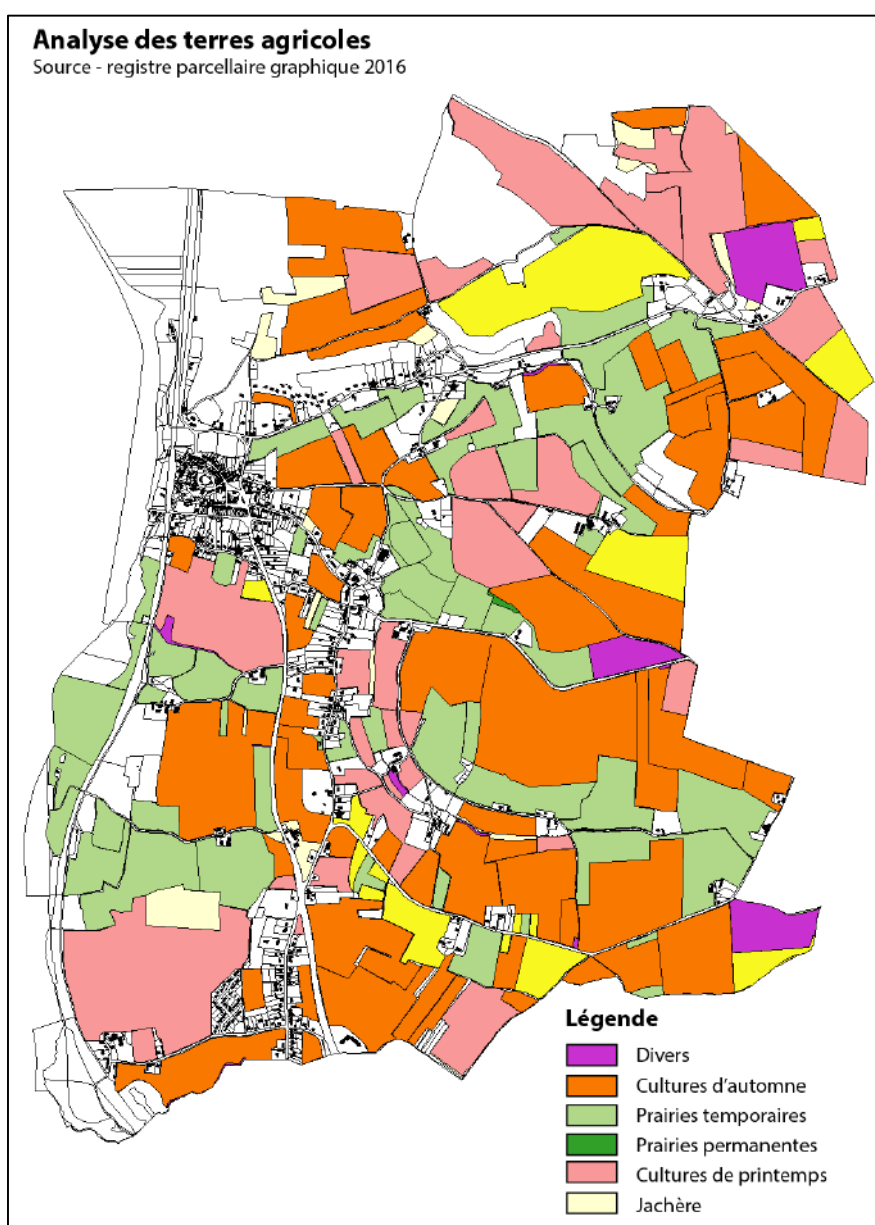 Analyse des terres agricoles
Source - registre parcellaire graphique 2016
Légende
Divers
Cultures d'automne
Prairies temporaires
Prairies permanentes
Cultures de printemps
Jachère